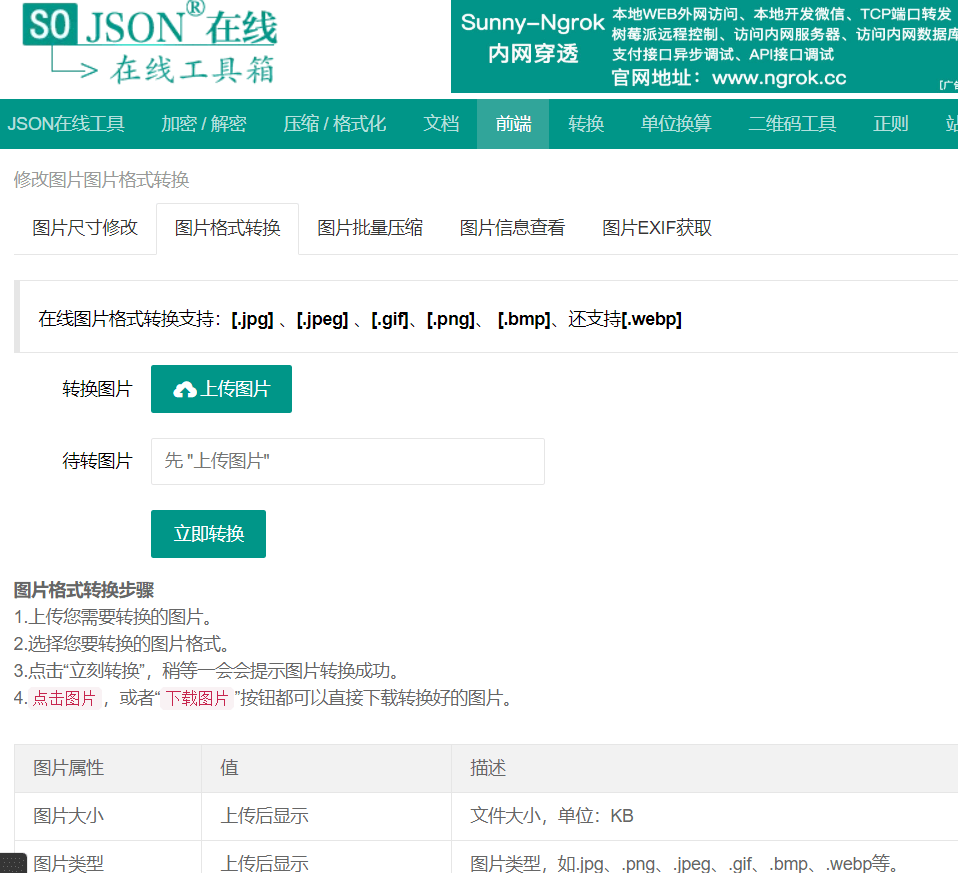 SO JSON®在线
在线工具箱
Sunny-Ngrok
内网穿透
本地WEB外网访问、本地开发微信、TCP端口转发
树莓派远程控制、访问内网服务器、访问内网数据库
支付接口异步调试、API接口调试
官网地址：www.ngrok.cc
[广告
JSON在线工具 加密 / 解密 压缩 / 格式化 文档 前端 转换 单位换算 二维码工具 正则 站
修改图片图片格式转换
图片尺寸修改 图片格式转换 图片批量压缩 图片信息查看 图片EXIF获取
在线图片格式转换支持：[.jpg] 、[.jpeg] 、[.gif]、[.png]、 [.bmp]、还支持[.webp]
转换图片 上传图片
待转图片 先 "上传图片"
立即转换
图片格式转换步骤
1.上传您需要转换的图片。
2.选择您要转换的图片格式。
3.点击“立刻转换”，稍等一会会提示图片转换成功。
4. 点击图片 ，或者“ 下载图片 ”按钮都可以直接下载转换好的图片。
图片属性 值 描述
图片大小 上传后显示 文件大小，单位：KB
图片类型 上传后显示 图片类型，如.jpg、.png、.jpeg、.gif、.bmp、.webp等。